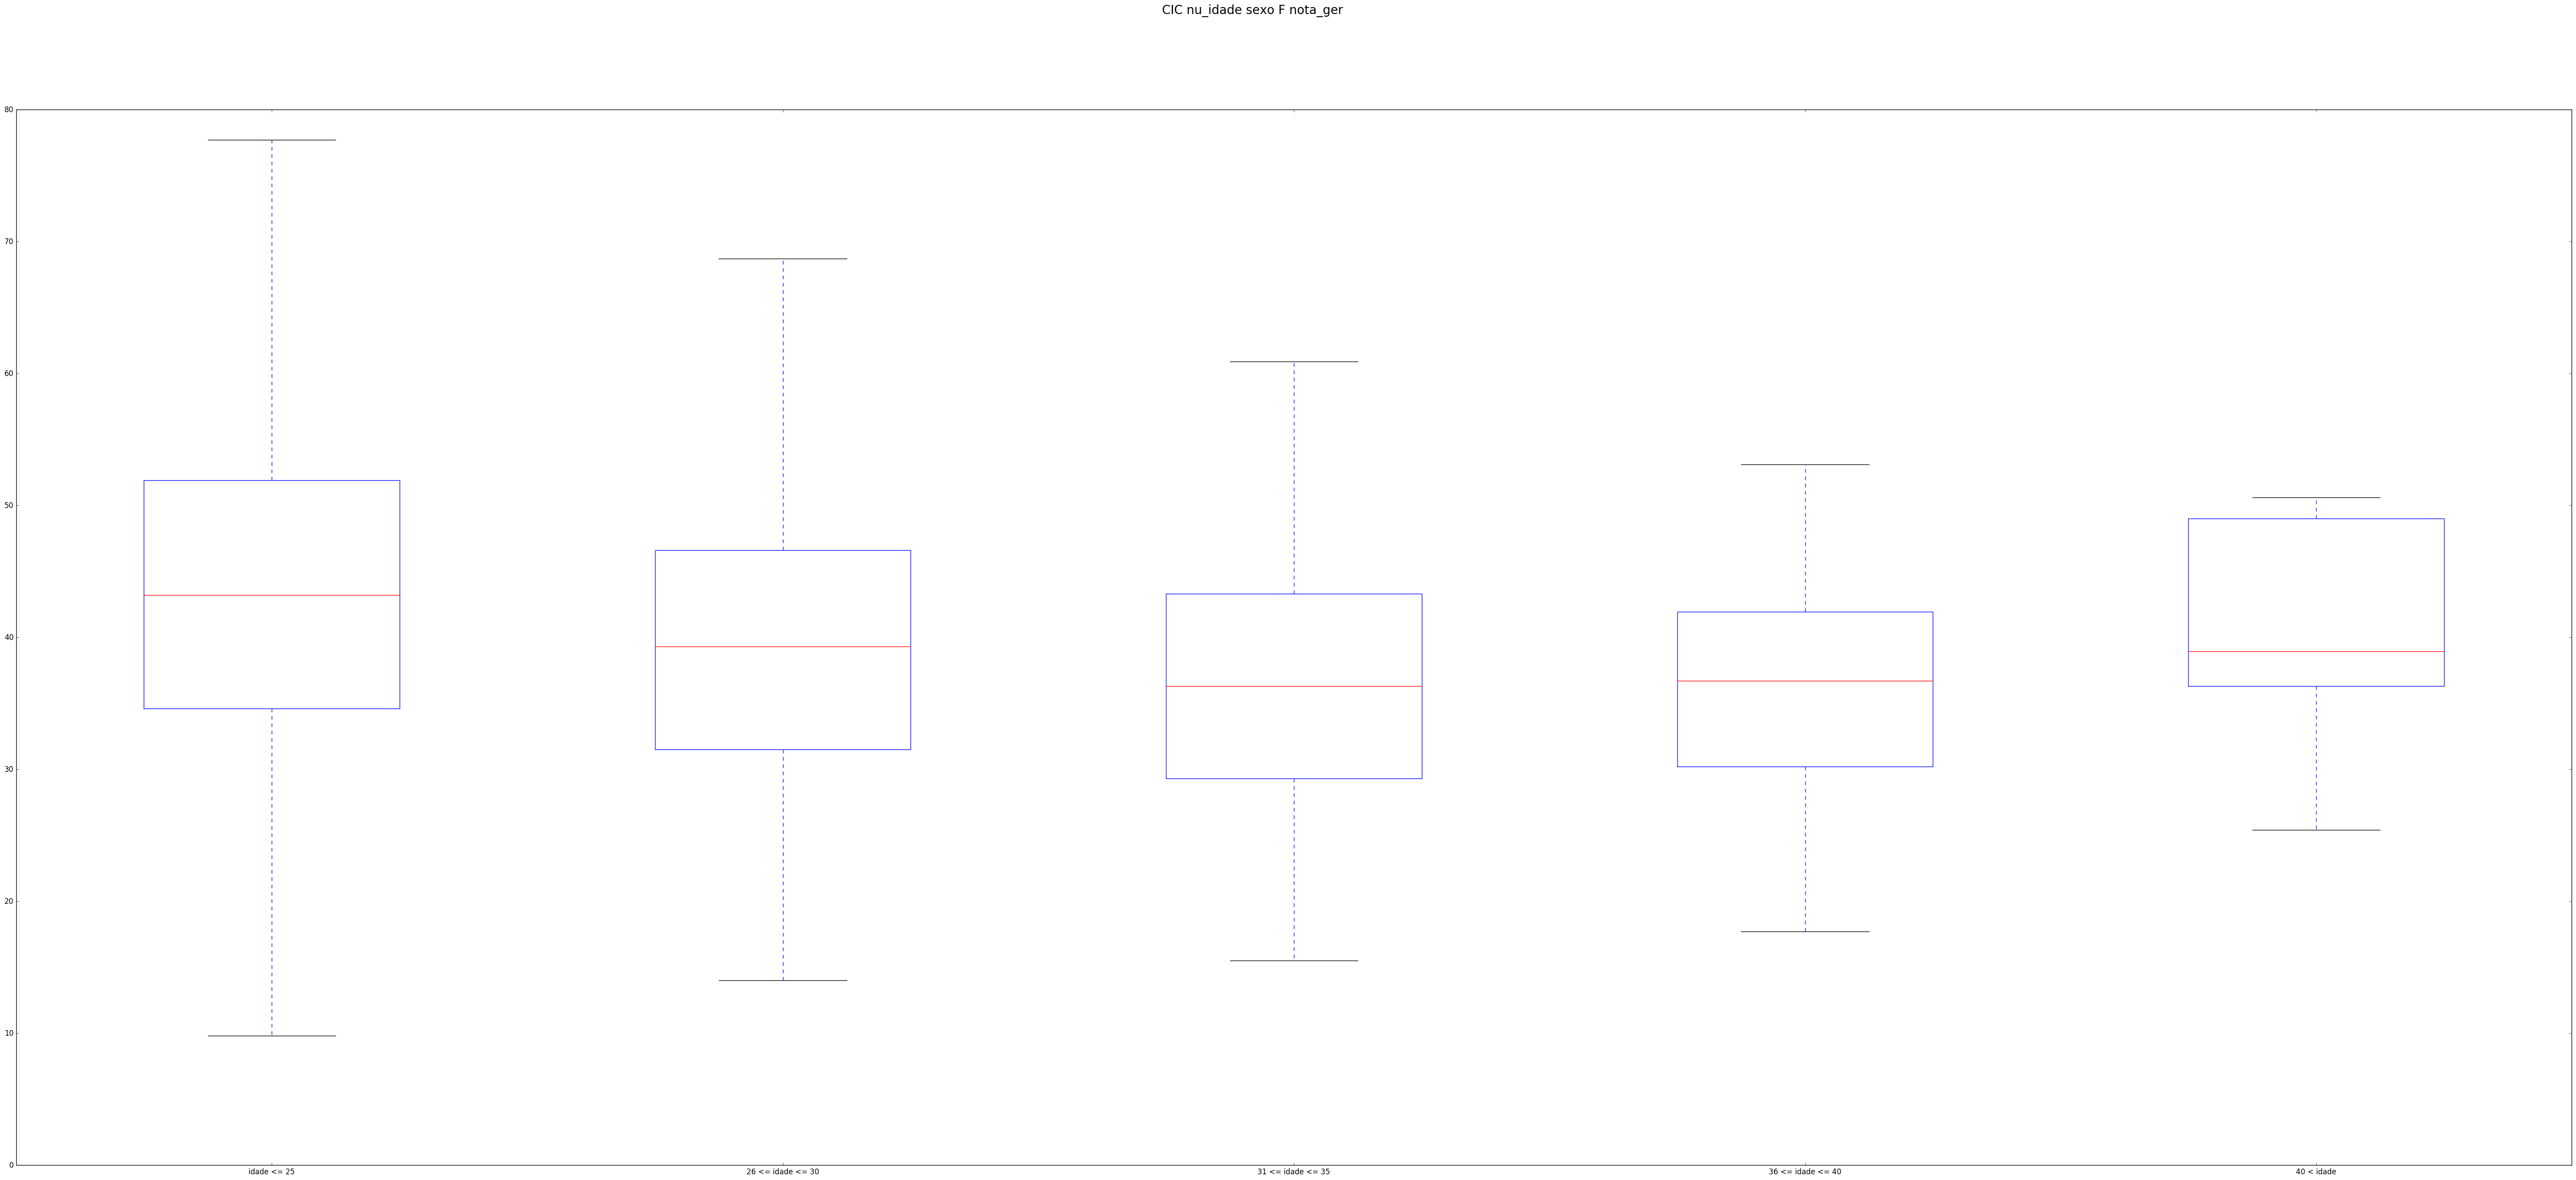 CIC nu_idade sexo F nota_ger
80
70
60
50
40
30
20
10
0
idade <= 25
26 <= idade <= 30
31 <= idade <= 35
36 <= idade <= 40
40 < idade